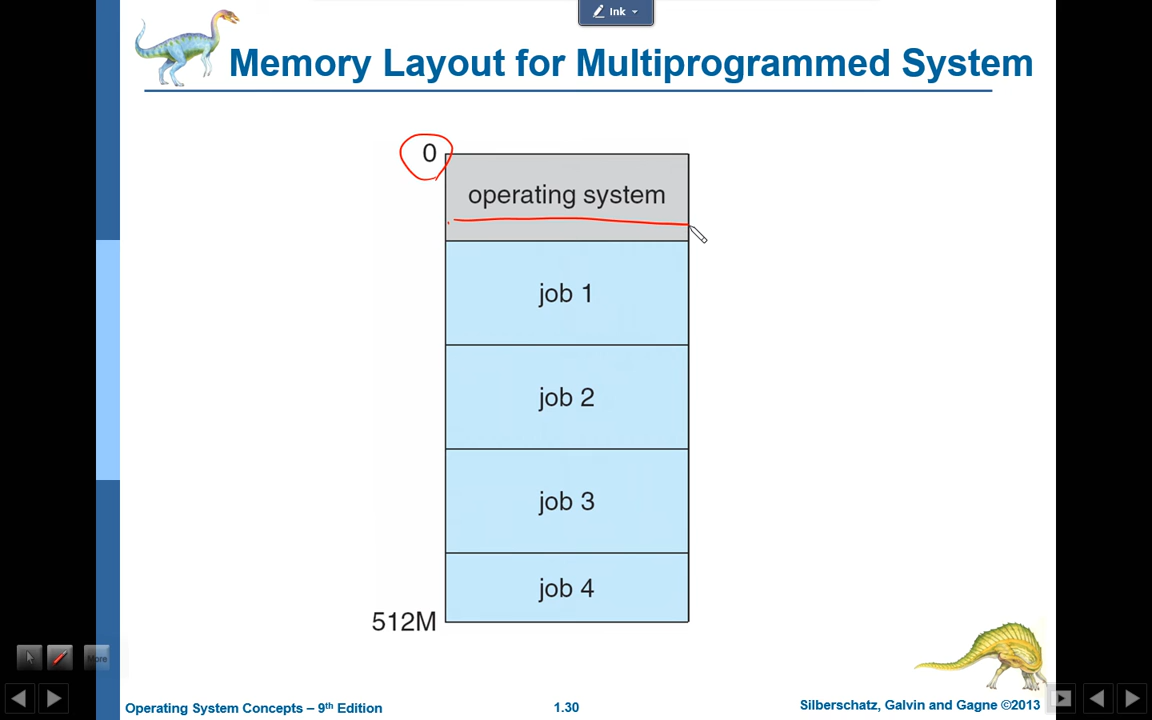 Ink
Memory Layout for Multiprogrammed System
0
operating system
job 1
job 2
job 3
job 4
512M
More
Operating System Concepts – 9th Edition
1.30
Silberschatz, Galvin and Gagne ©2013